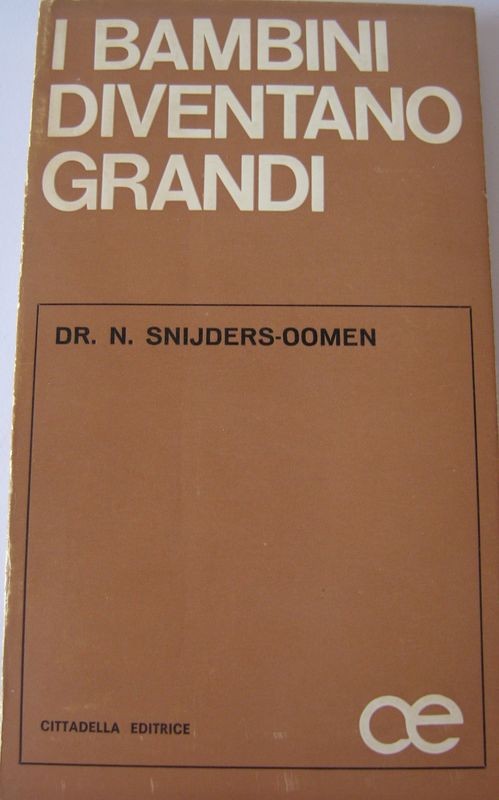 I BAMBINI
DIVENTANO
GRANDI
DR. N. SNIJDERS-OOMEN
CITTADELLA EDITRICE
ce